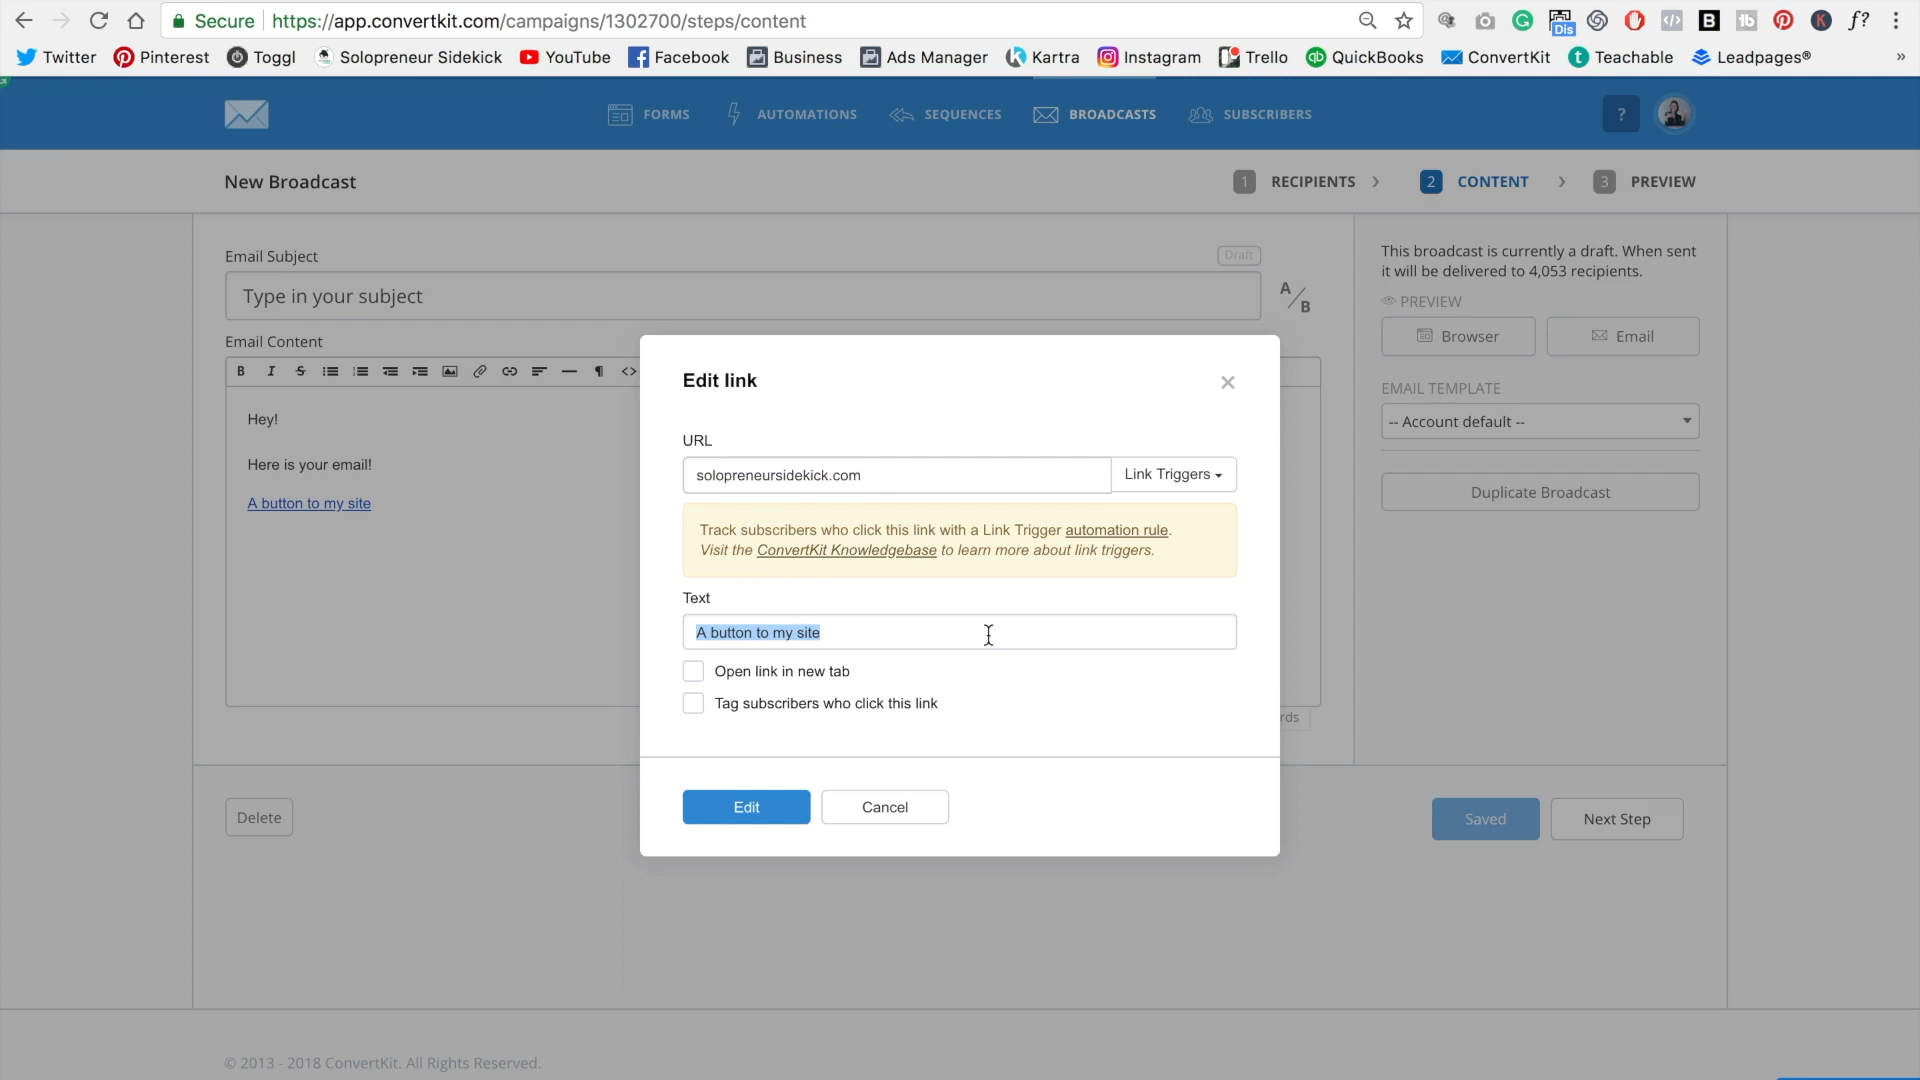 Secure https://app.convertkit.com/campaigns/1302700/steps/content
Dis B tb K f?
Twitter Pinterest Toggl Solopreneur Sidekick YouTube Facebook Business Ads Manager Kartra Instagram Trello QuickBooks ConvertKit Teachable Leadpages® »
FORMS AUTOMATIONS SEQUENCES BROADCASTS SUBSCRIBERS ?
New Broadcast 1 RECIPIENTS 2 CONTENT 3 PREVIEW
Email Subject Draft
Type in your subject A/B
Email Content
B I S ¶ <>
Hey!
Here is your email!
A button to my site
rds
This broadcast is currently a draft. When sent
it will be delivered to 4,053 recipients.
PREVIEW
Browser Email
EMAIL TEMPLATE
-- Account default --
Duplicate Broadcast
Edit link ×
URL
solopreneursidekick.com Link Triggers
Track subscribers who click this link with a Link Trigger automation rule.
Visit the ConvertKit Knowledgebase to learn more about link triggers.
Text
A button to my site
Open link in new tab
Tag subscribers who click this link
Edit Cancel
Delete Saved Next Step
© 2013 - 2018 ConvertKit. All Rights Reserved.